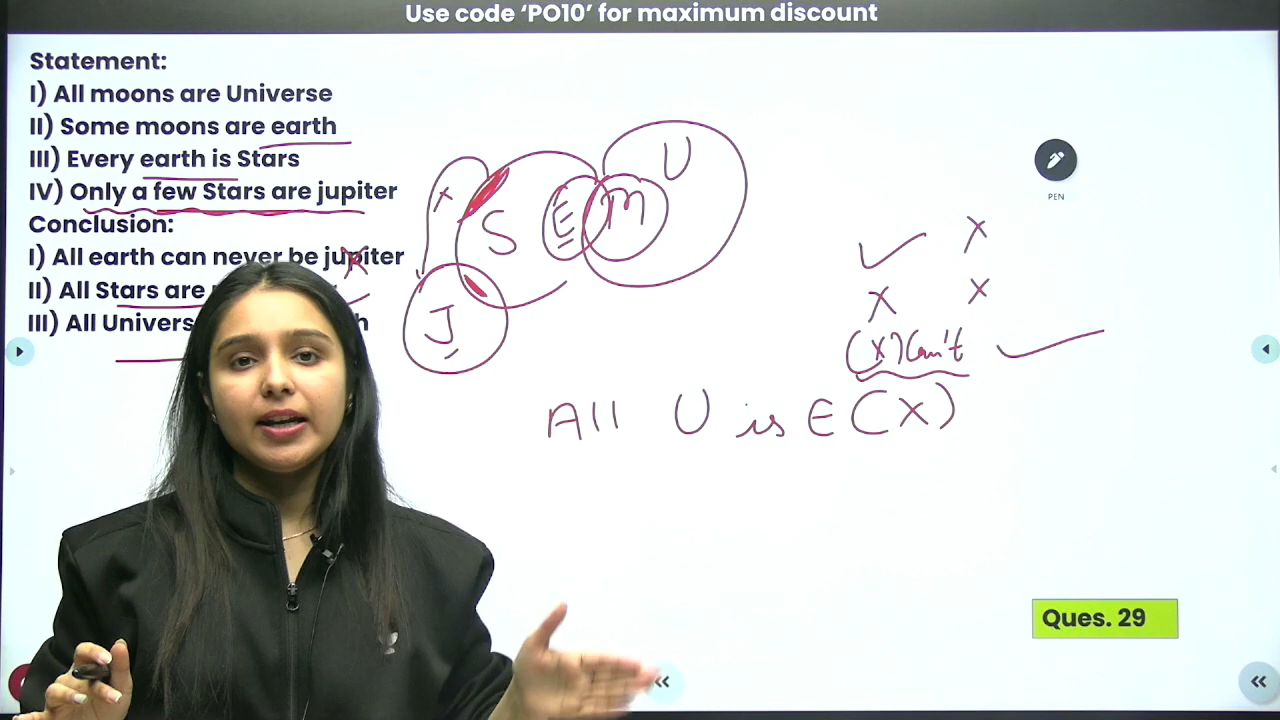 Use code ‘PO10’ for maximum discount
Statement:
I) All moons are Universe
II) Some moons are earth
III) Every earth is Stars
IV) Only a few Stars are jupiter
Conclusion:
I) All earth can never be jupiter
II) All Stars are
III) All Univers
U
S
E
M
J
PEN
(X) Can't
All U is E (X)
Ques. 29